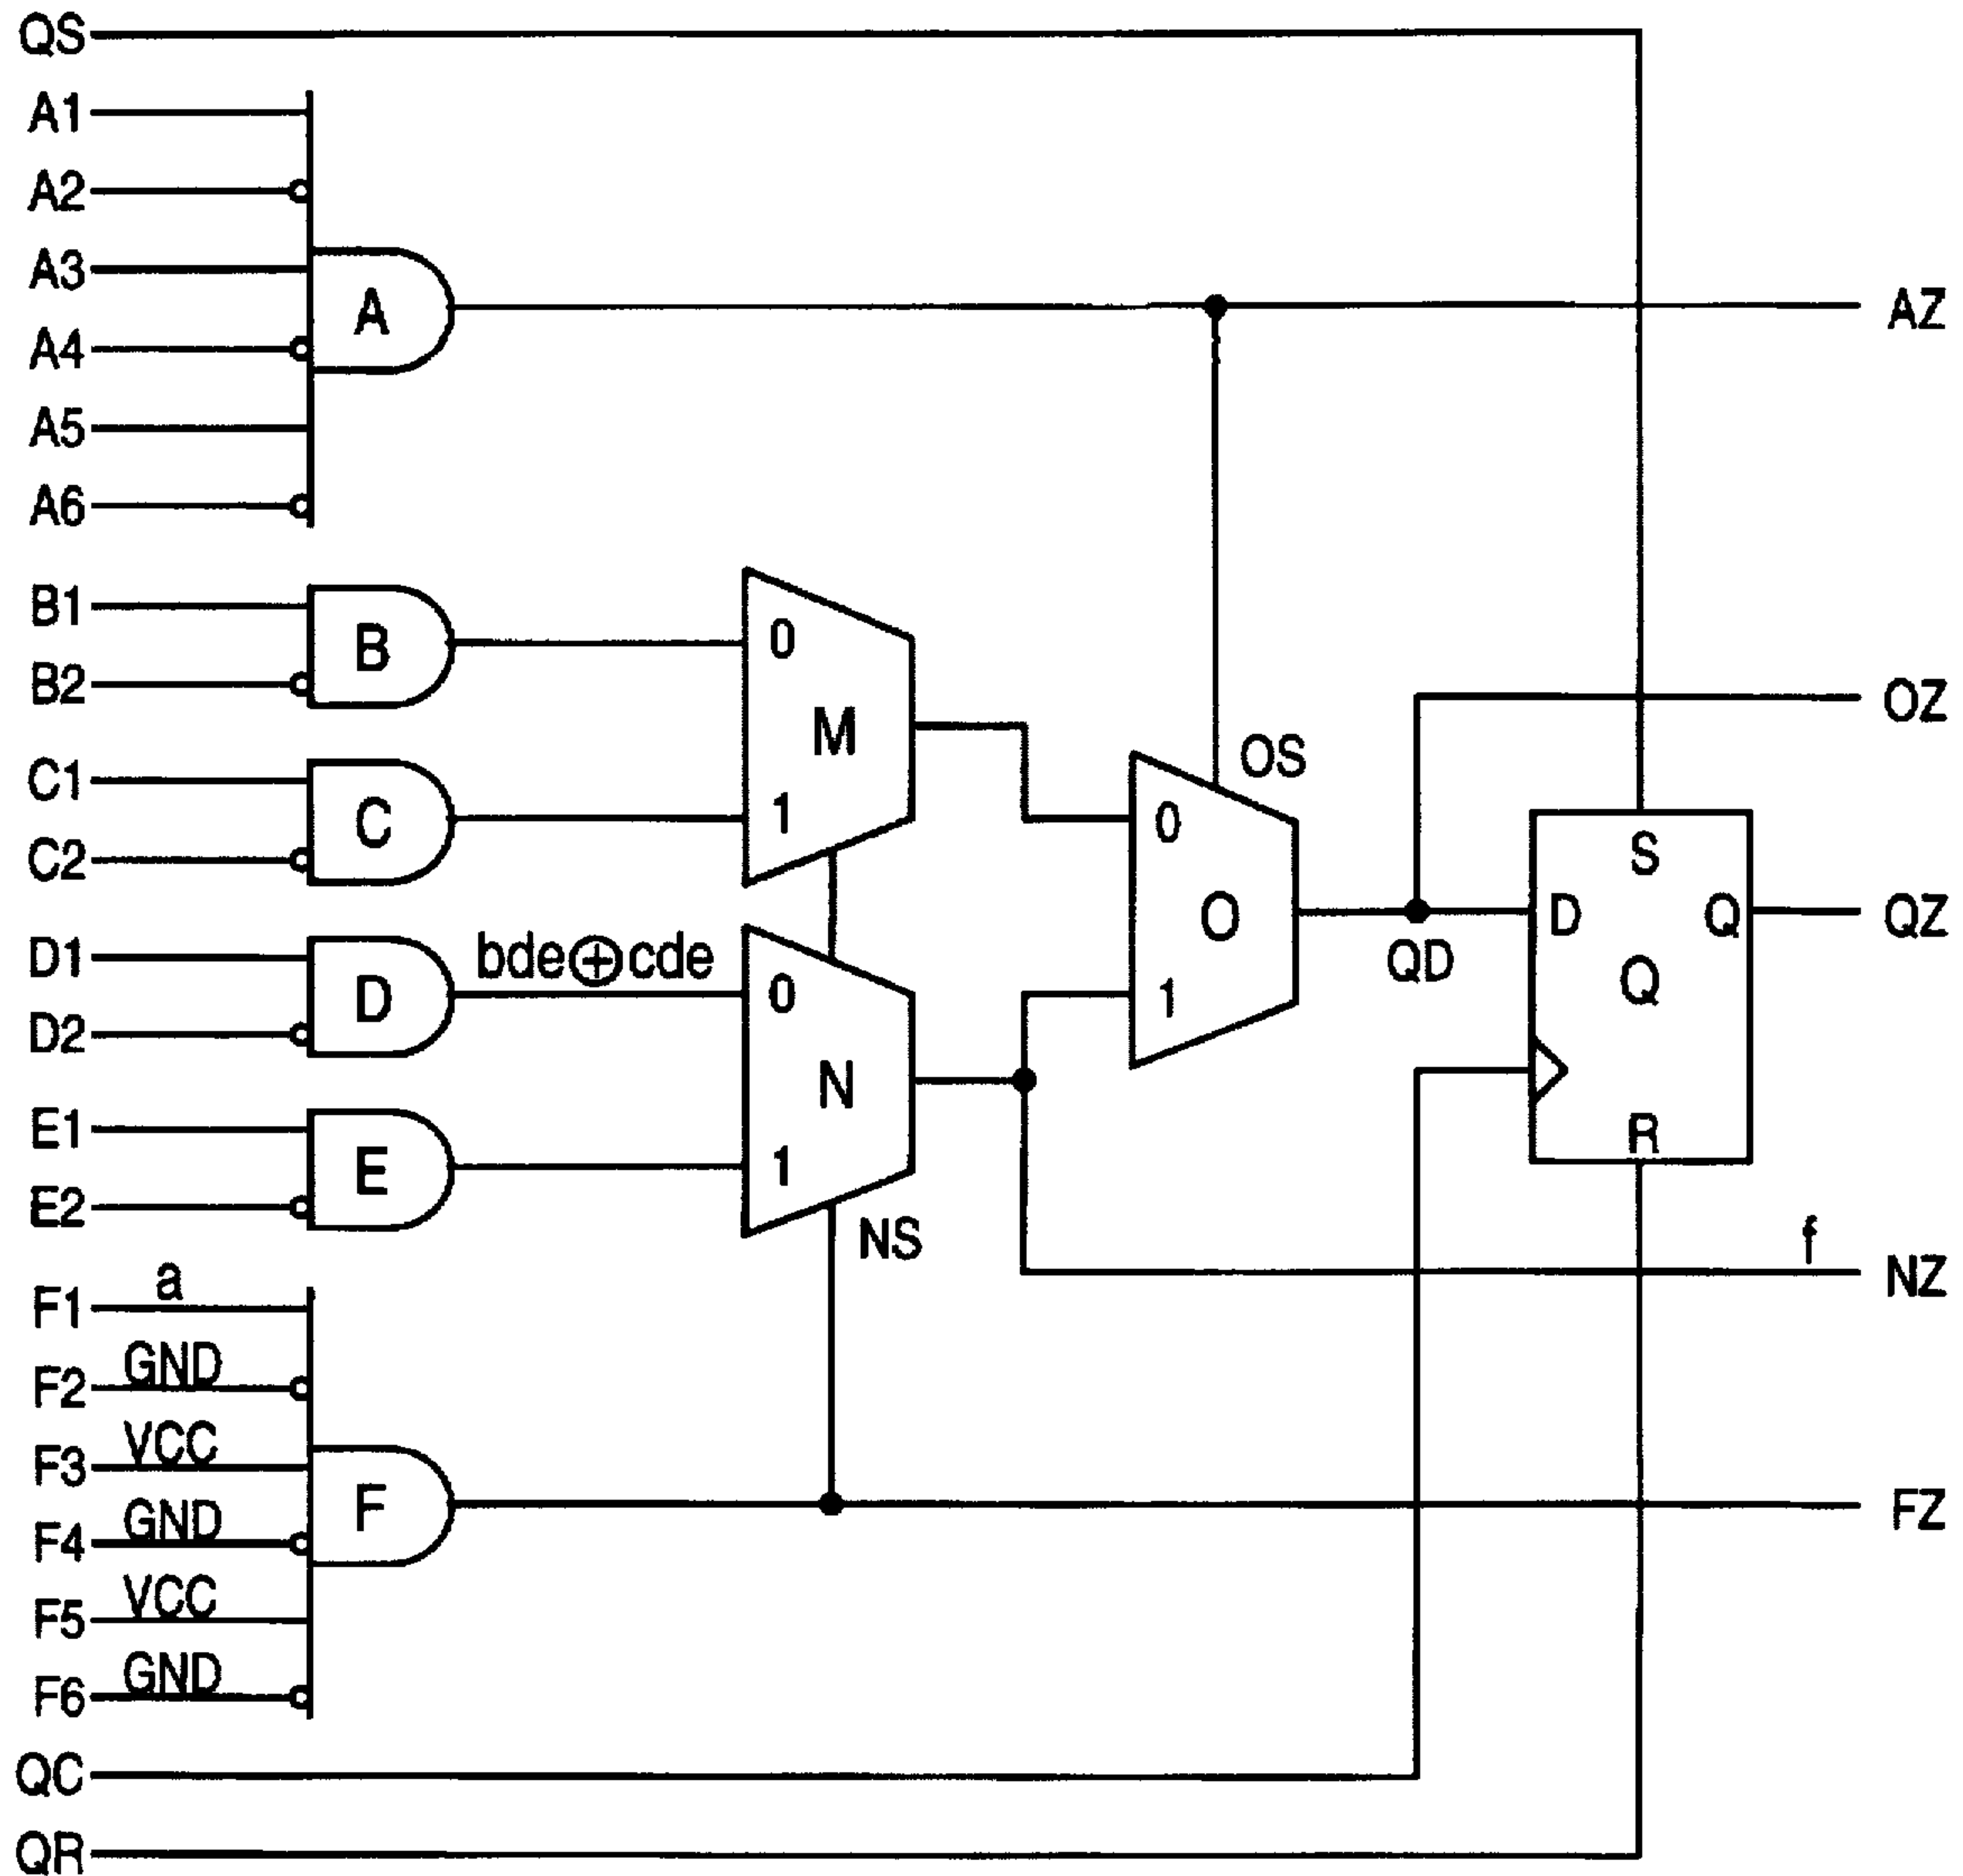 QS
A1
A2
A3
A
A4
AZ
A5
A6
B1
B
B2
0
M
1
OZ
C1
C
C2
OS
0
O
1
S
D
Q
Q
R
QZ
QD
D1
D
D2
bde⊕cde
0
N
1
E1
E
E2
NS
f
NZ
F1
a
F2
GND
F3
VCC
F
F4
GND
FZ
F5
VCC
F6
GND
QC
QR